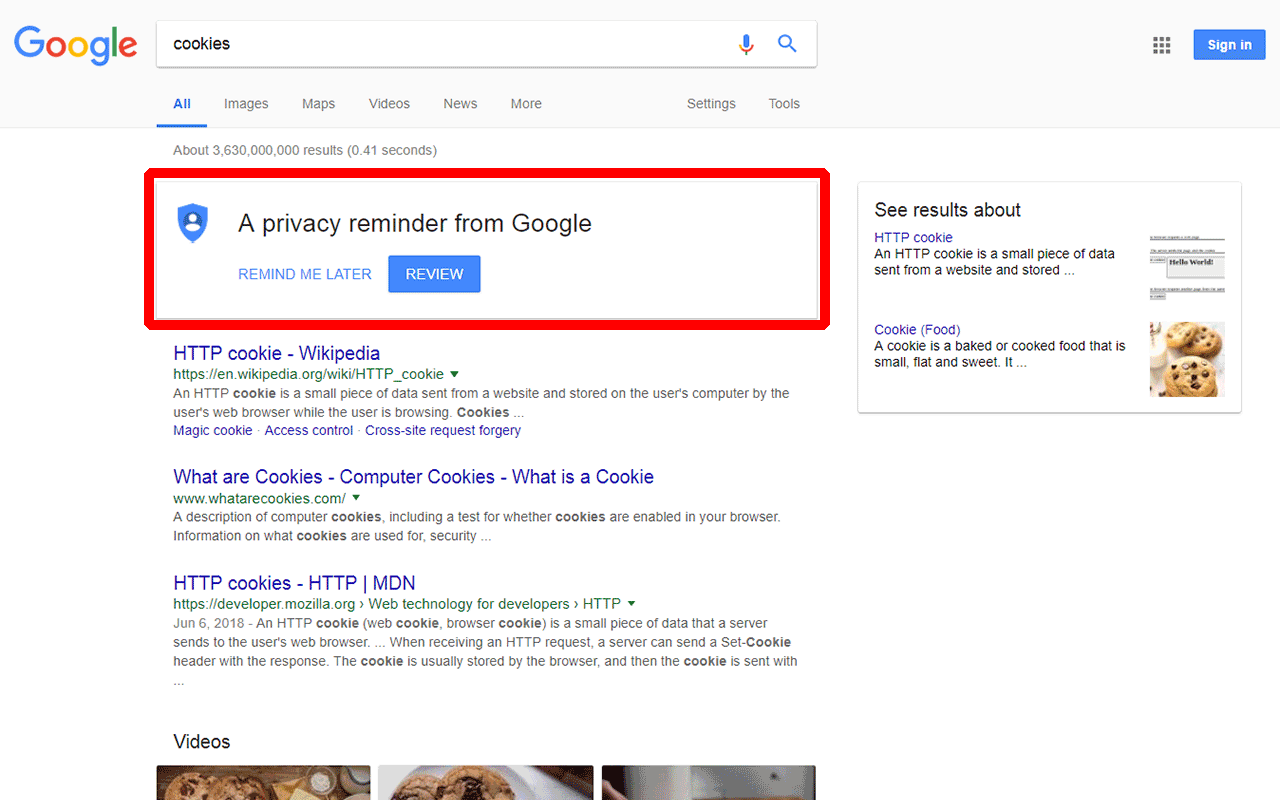 Google
cookies
Sign in
All Images Maps Videos News More Settings Tools
About 3,630,000,000 results (0.41 seconds)
A privacy reminder from Google
REMIND ME LATER REVIEW
HTTP cookie - Wikipedia
https://en.wikipedia.org/wiki/HTTP_cookie
An HTTP cookie is a small piece of data sent from a website and stored on the user's computer by the
user's web browser while the user is browsing. Cookies ...
Magic cookie · Access control · Cross-site request forgery
What are Cookies - Computer Cookies - What is a Cookie
www.whatarecookies.com/
A description of computer cookies, including a test for whether cookies are enabled in your browser.
Information on what cookies are used for, security ...
HTTP cookies - HTTP | MDN
https://developer.mozilla.org › Web technology for developers › HTTP
Jun 6, 2018 - An HTTP cookie (web cookie, browser cookie) is a small piece of data that a server
sends to the user's web browser. ... When receiving an HTTP request, a server can send a Set-Cookie
header with the response. The cookie is usually stored by the browser, and then the cookie is sent with
...
Videos
See results about
HTTP cookie
An HTTP cookie is a small piece of data
sent from a website and stored ...
Hello World!
Cookie (Food)
A cookie is a baked or cooked food that is
small, flat and sweet. It ...